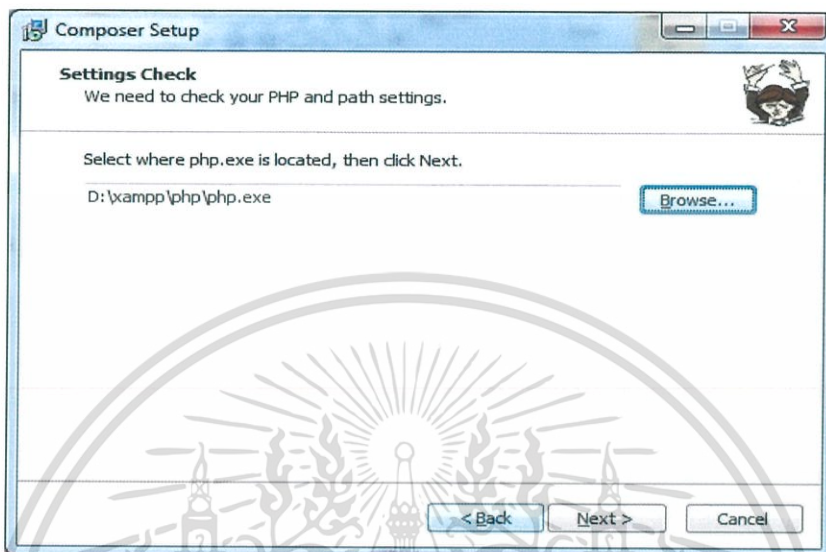 Composer Setup
Settings Check
We need to check your PHP and path settings.
Select where php.exe is located, then click Next.
D:\xampp\php\php.exe
Browse...
< Back
Next >
Cancel